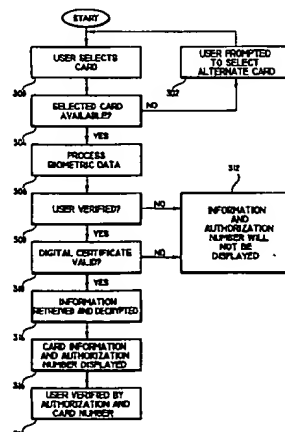 START
USER SELECTS
CARD
USER PROMPTED
TO SELECT
ALTERNATE CARD
302
SELECTED CARD
AVAILABLE?
NO
YES
PROCESS
BIOMETRIC DATA
312
USER VERIFIED?
NO
YES
INFORMATION
AND
AUTHORIZATION
NUMBER WILL
NOT BE
DISPLAYED
DIGITAL CERTIFICATE
VALID?
NO
YES
INFORMATION
RETRIEVED AND DECRYPTED
CARD INFORMATION
AND AUTHORIZATION
NUMBER DISPLAYED
USER VERIFIED BY
AUTHORIZATION AND
CARD NUMBER